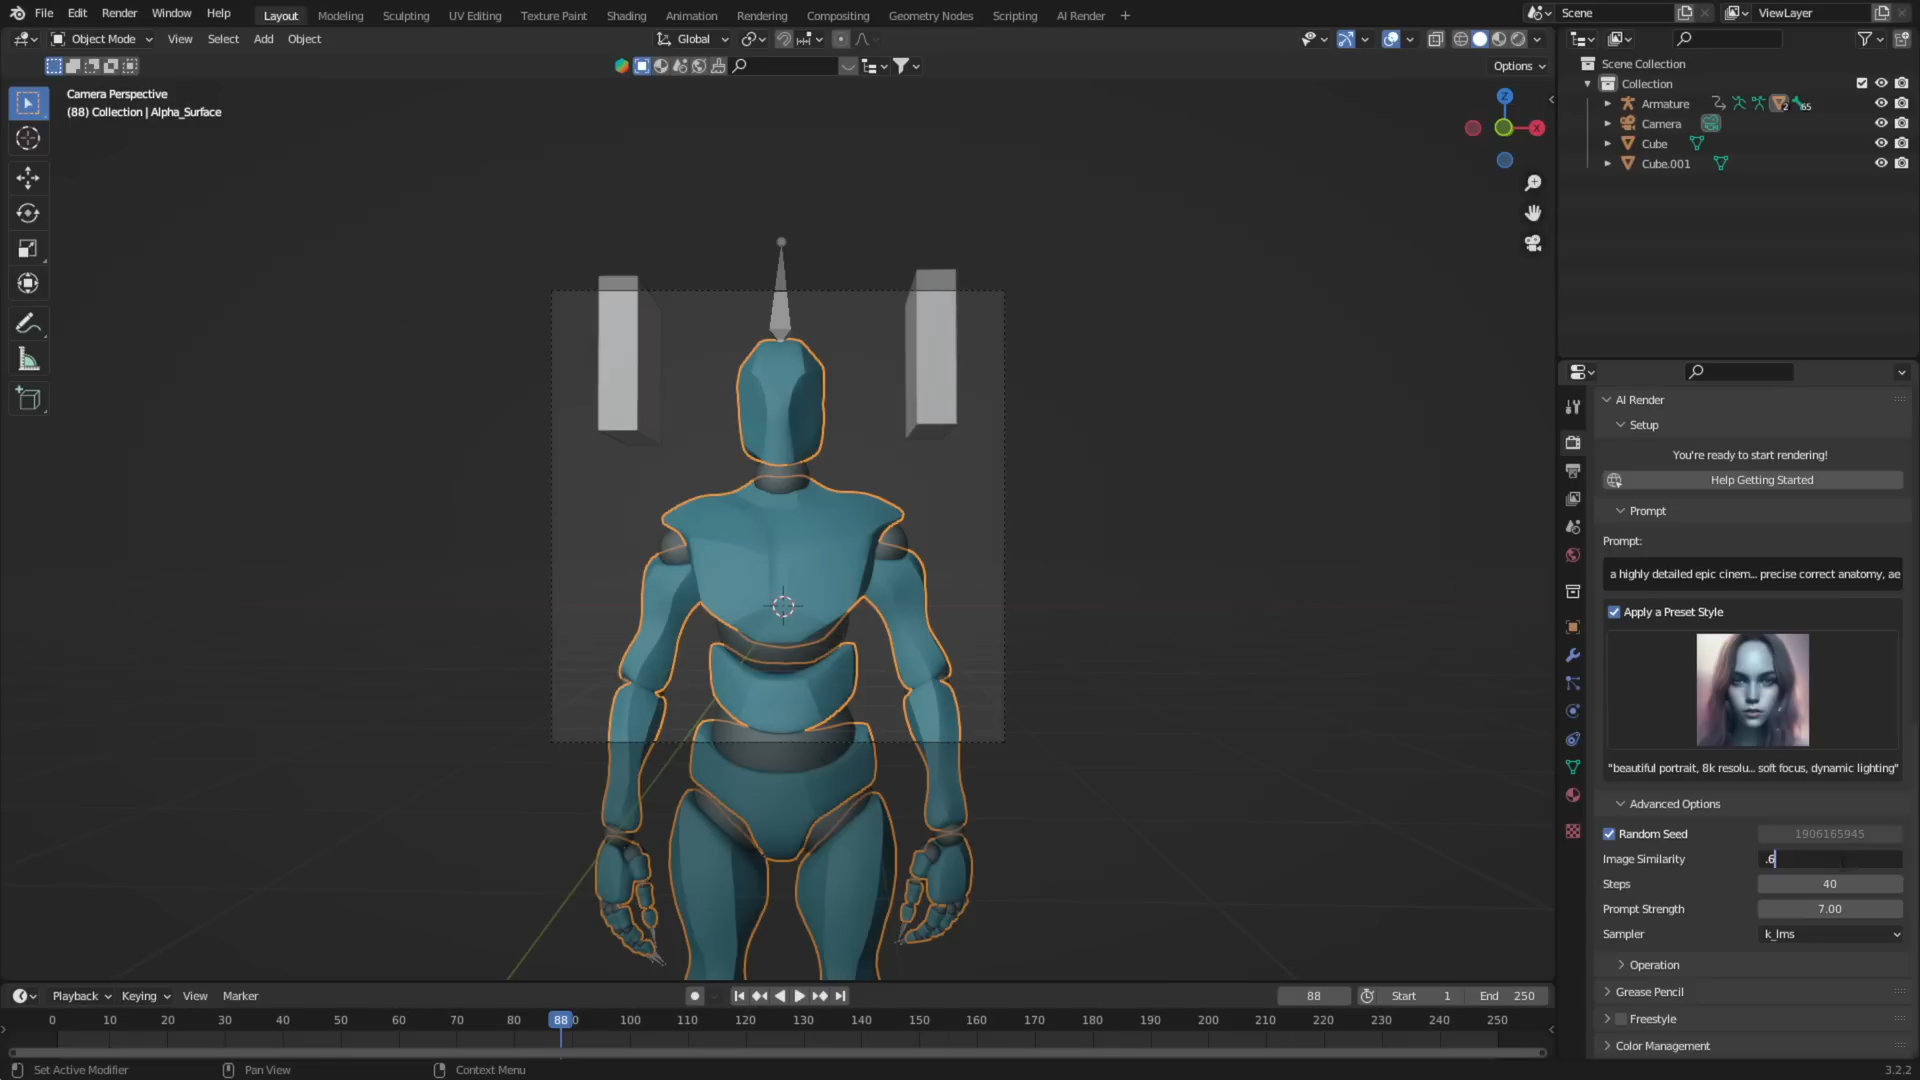 File Edit Render Window Help Layout Modeling Sculpting UV Editing Texture Paint Shading Animation Rendering Compositing Geometry Nodes Scripting AI Render + Scene ViewLayer
Object Mode View Select Add Object Global
Options
Camera Perspective
(88) Collection | Alpha_Surface
Z
X
Scene Collection
Collection
Armature 2 65
Camera
Cube
Cube.001
AI Render
Setup
You're ready to start rendering!
Help Getting Started
Prompt
Prompt:
a highly detailed epic cinem... precise correct anatomy, ae
Apply a Preset Style
"beautiful portrait, 8k resolu... soft focus, dynamic lighting"
Advanced Options
Random Seed 1906165945
Image Similarity .6
Steps 40
Prompt Strength 7.00
Sampler k_lms
Operation
Grease Pencil
Freestyle
Color Management
Playback Keying View Marker 88 Start 1 End 250
0 10 20 30 40 50 60 70 80 88 0 100 110 120 130 140 150 160 170 180 190 200 210 220 230 240 250
Set Active Modifier Pan View Context Menu 3.2.2